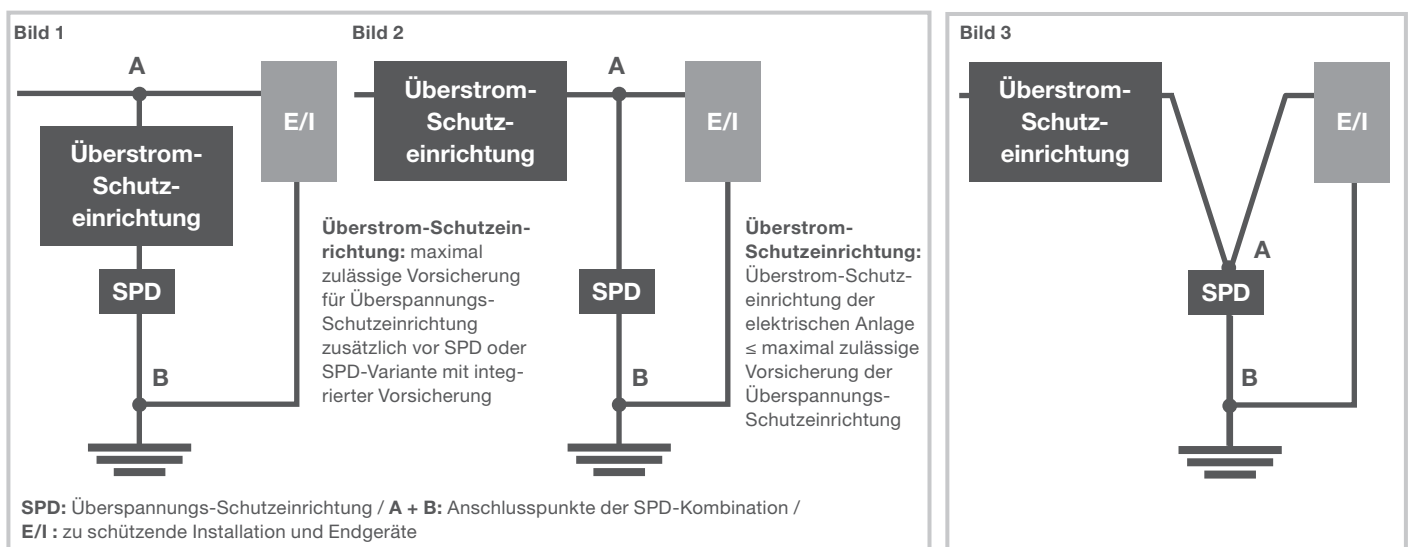 Bild 1
A
Überstrom-
Schutz-
einrichtung
E/I
SPD
B
Überstrom-Schutzein-
richtung: maximal
zulässige Vorsicherung
für Überspannungs-
Schutzeinrichtung
zusätzlich vor SPD oder
SPD-Variante mit integ-
rierter Vorsicherung
Bild 2
Überstrom-
Schutz-
einrichtung
A
E/I
SPD
B
Überstrom-
Schutzeinrichtung:
Überstrom-Schutz-
einrichtung der
elektrischen Anlage
≤ maximal zulässige
Vorsicherung der
Überspannungs-
Schutzeinrichtung
SPD: Überspannungs-Schutzeinrichtung / A + B: Anschlusspunkte der SPD-Kombination /
E/I : zu schützende Installation und Endgeräte
Bild 3
Überstrom-
Schutz-
einrichtung
E/I
A
SPD
B